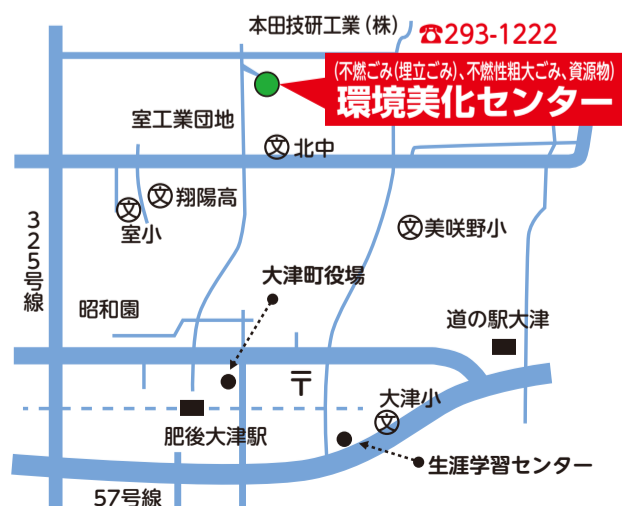 本田技研工業（株）
☎293-1222
(不燃ごみ(埋立ごみ)、不燃性粗大ごみ、資源物)
環境美化センター
室工業団地
文 北中
文 翔陽高
文
室小
325号線
文 美咲野小
大津町役場
昭和園
道の駅大津
〒
大津小
文
肥後大津駅
生涯学習センター
57号線